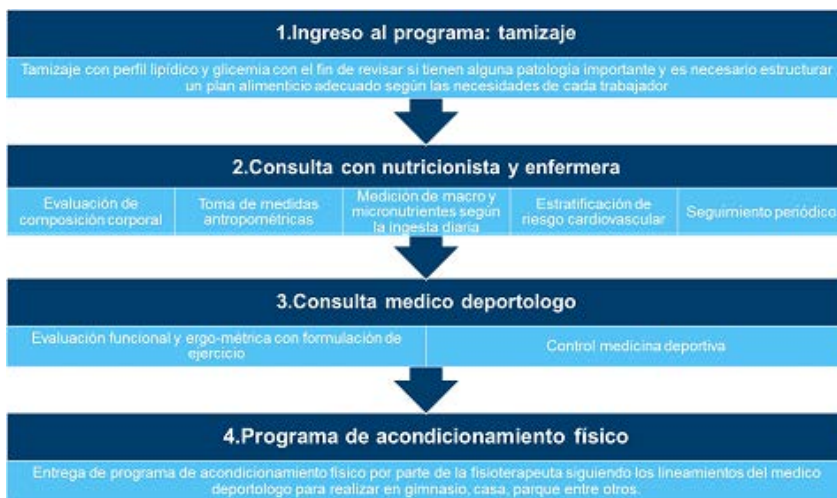 1.Ingreso al programa: tamizaje
Tamizaje con perfil lipídico y glicemia con el fin de revisar si tienen alguna patología importante y es necesario estructurar
un plan alimenticio adecuado según las necesidades de cada trabajador
2.Consulta con nutricionista y enfermera
Evaluación de
composición corporal
Toma de medidas
antropométricas
Medición de macro y
micronutrientes según
la ingesta diaria
Estratificación de
riesgo cardiovascular
Seguimiento periódico
3.Consulta medico deportologo
Evaluación funcional y ergo-métrica con formulación de
ejercicio
Control medicina deportiva
4.Programa de acondicionamiento físico
Entrega de programa de acondicionamiento físico por parte de la fisioterapeuta siguiendo los lineamientos del medico
deportologo para realizar en gimnasio, casa, parque entre otros.